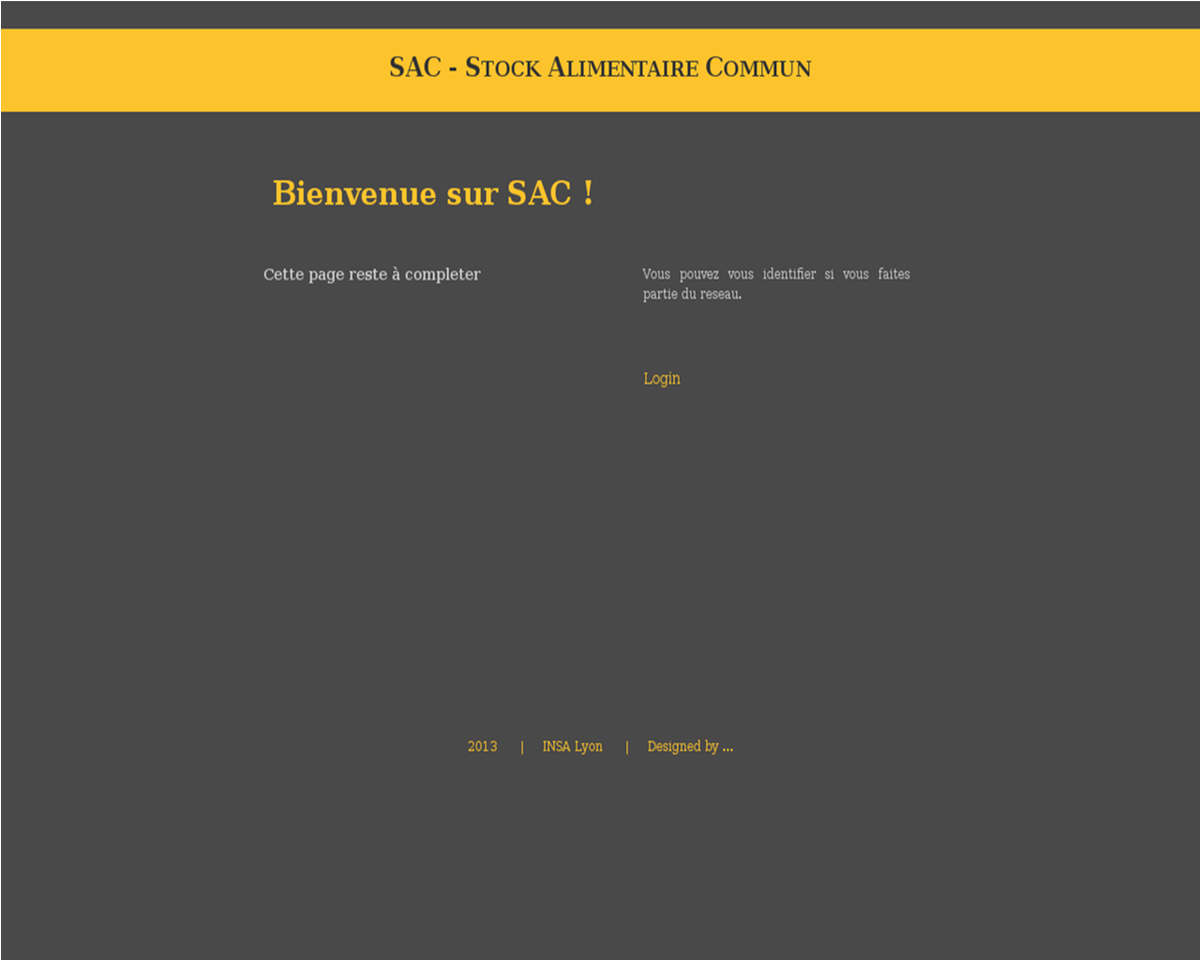 SAC - Stock Alimentaire Commun
Bienvenue sur SAC !
Cette page reste à completer
Vous pouvez vous identifier si vous faites
partie du reseau.
Login
2013 | INSA Lyon | Designed by ...